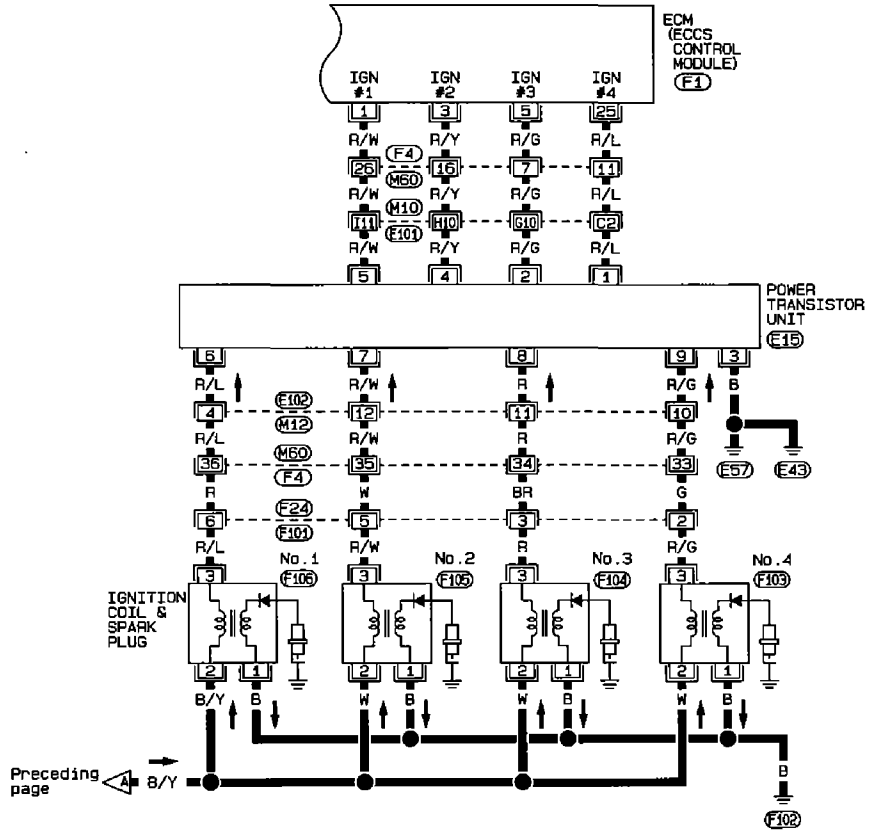 ECM
(ECCS
CONTROL
MODULE)
F1
IGN #1 IGN #2 IGN #3 IGN #4
1 3 5 25
R/W R/Y R/G R/L
F4
26 16 7 11
M60
R/W R/Y R/G R/L
M10
I11 H10 G10 C2
E101
R/W R/Y R/G R/L
5 4 2 1
POWER
TRANSISTOR
UNIT
E15
6 7 8 9 3
R/L R/W R R/G B
E102
4 12 11 10
M12
R/L R/W R R/G
M60
36 35 34 33
F4
E57 E43
R W BR G
F24
6 5 3 2
F101
R/L R/W R R/G
No.1 No.2 No.3 No.4
3 F106 3 F105 3 F104 3 F103
IGNITION
COIL &
SPARK
PLUG
2 1 2 1 2 1 2 1
B/Y B W B W B W B
Preceding
page
A B/Y
B
F102